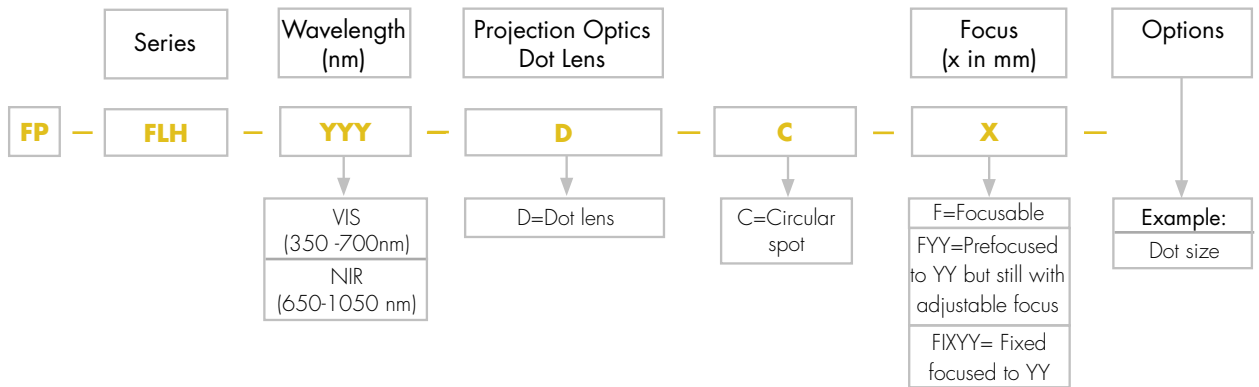 Series
Wavelength
(nm)
Projection Optics
Dot Lens
Focus
(x in mm)
Options
FP — FLH — YYY — D — C — X —
VIS
(350 -700nm)
NIR
(650-1050 nm)
D=Dot lens
C=Circular
spot
F=Focusable
FYY=Prefocused
to YY but still with
adjustable focus
FIXYY= Fixed
focused to YY
Example:
Dot size